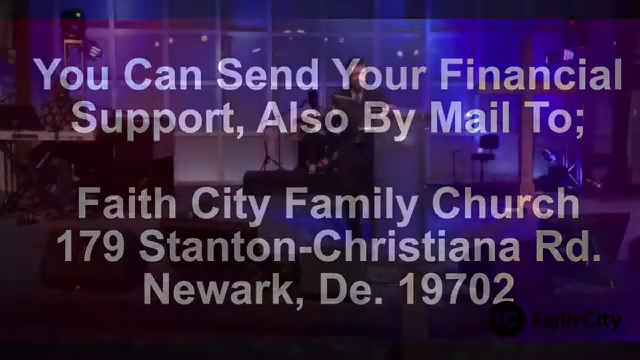 You Can Send Your Financial
Support, Also By Mail To;
Faith City Family Church
179 Stanton-Christiana Rd.
Newark, De. 19702
Faith City